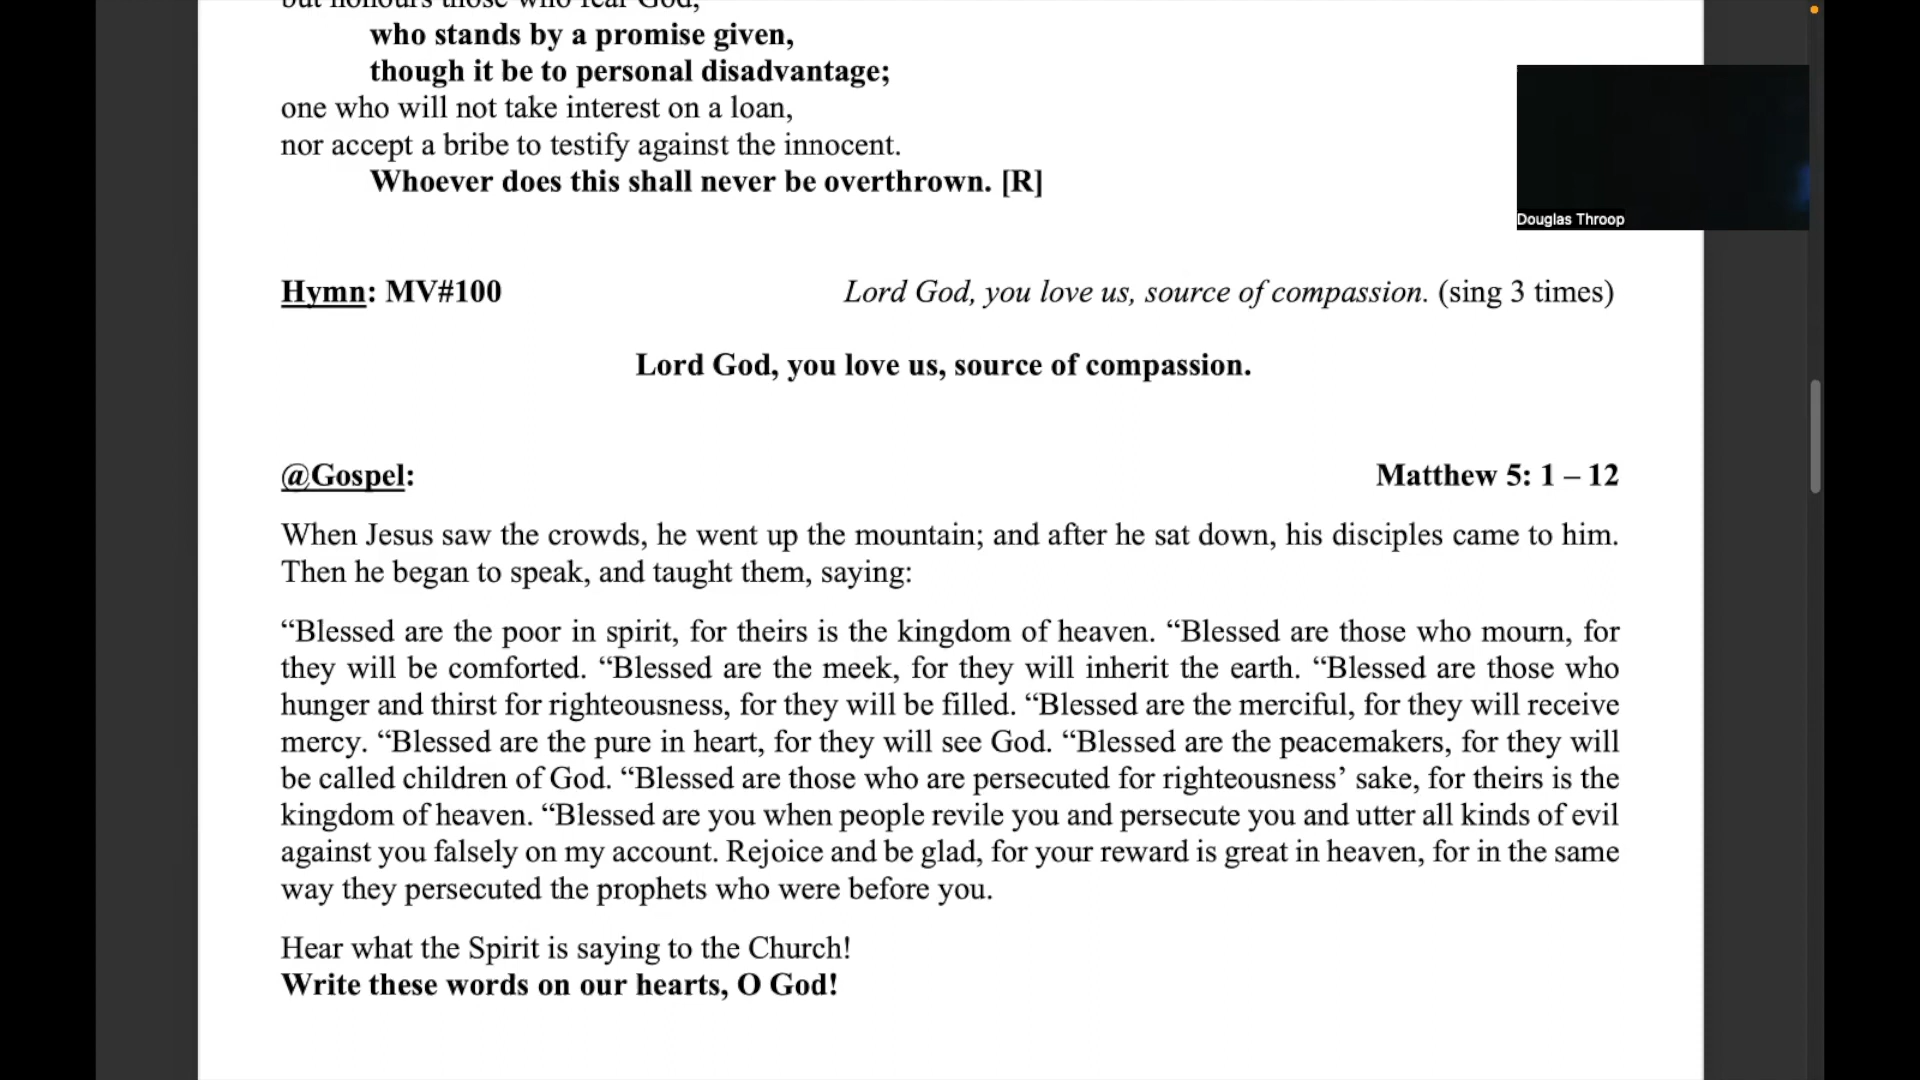 but honours those who fear God,
who stands by a promise given,
though it be to personal disadvantage;
one who will not take interest on a loan,
nor accept a bribe to testify against the innocent.
Whoever does this shall never be overthrown. [R]
Douglas Throop
Hymn: MV#100 Lord God, you love us, source of compassion. (sing 3 times)
Lord God, you love us, source of compassion.
@Gospel: Matthew 5: 1 – 12
When Jesus saw the crowds, he went up the mountain; and after he sat down, his disciples came to him.
Then he began to speak, and taught them, saying:
“Blessed are the poor in spirit, for theirs is the kingdom of heaven. “Blessed are those who mourn, for
they will be comforted. “Blessed are the meek, for they will inherit the earth. “Blessed are those who
hunger and thirst for righteousness, for they will be filled. “Blessed are the merciful, for they will receive
mercy. “Blessed are the pure in heart, for they will see God. “Blessed are the peacemakers, for they will
be called children of God. “Blessed are those who are persecuted for righteousness’ sake, for theirs is the
kingdom of heaven. “Blessed are you when people revile you and persecute you and utter all kinds of evil
against you falsely on my account. Rejoice and be glad, for your reward is great in heaven, for in the same
way they persecuted the prophets who were before you.
Hear what the Spirit is saying to the Church!
Write these words on our hearts, O God!